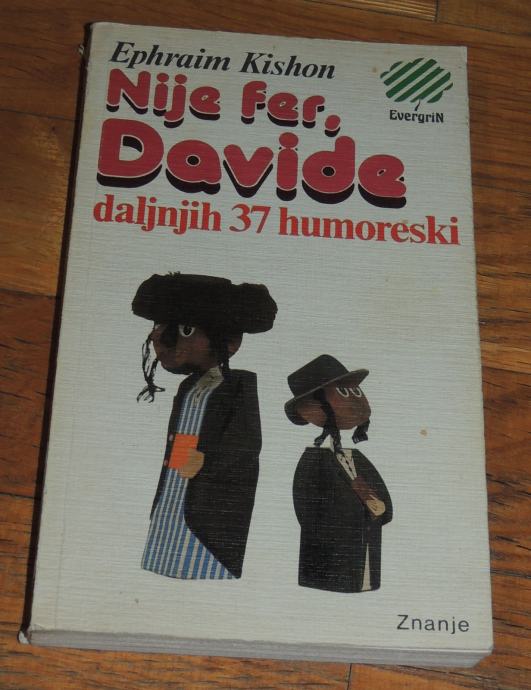 Ephraim Kishon
EvergriN
Nije fer,
Davide
daljnjih 37 humoreski
Znanje